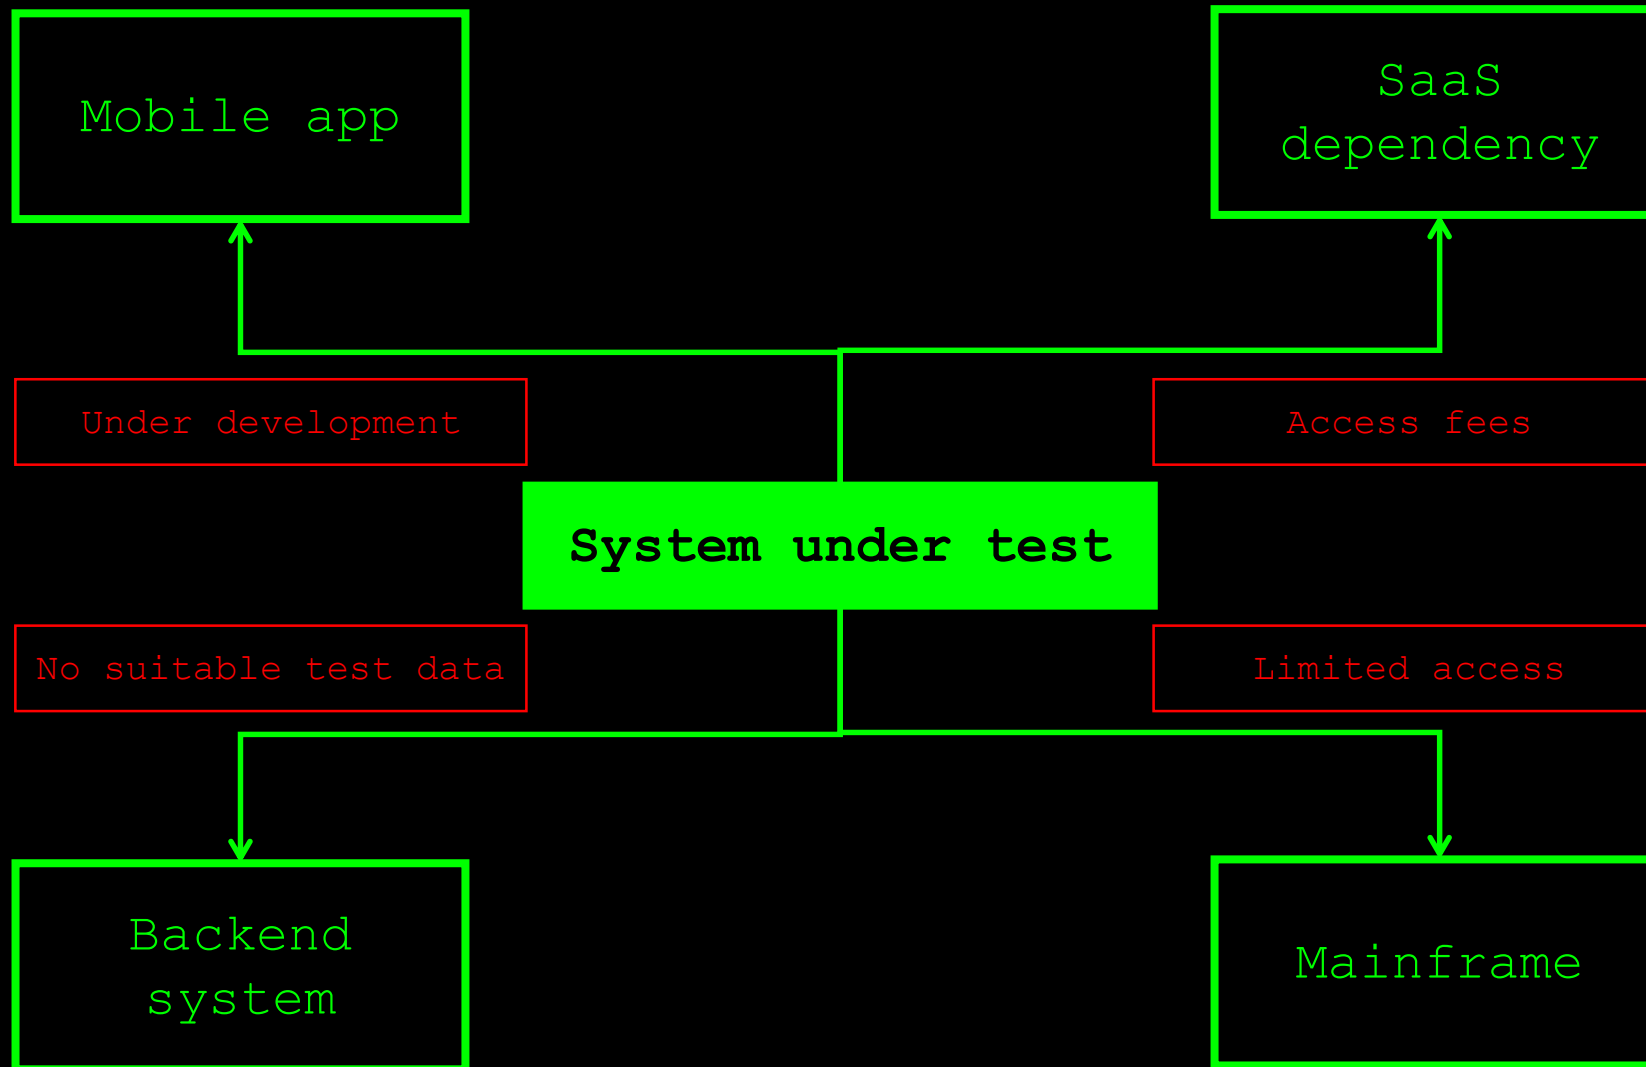 Mobile app
SaaS
dependency
Under development
Access fees
System under test
No suitable test data
Limited access
Backend
system
Mainframe